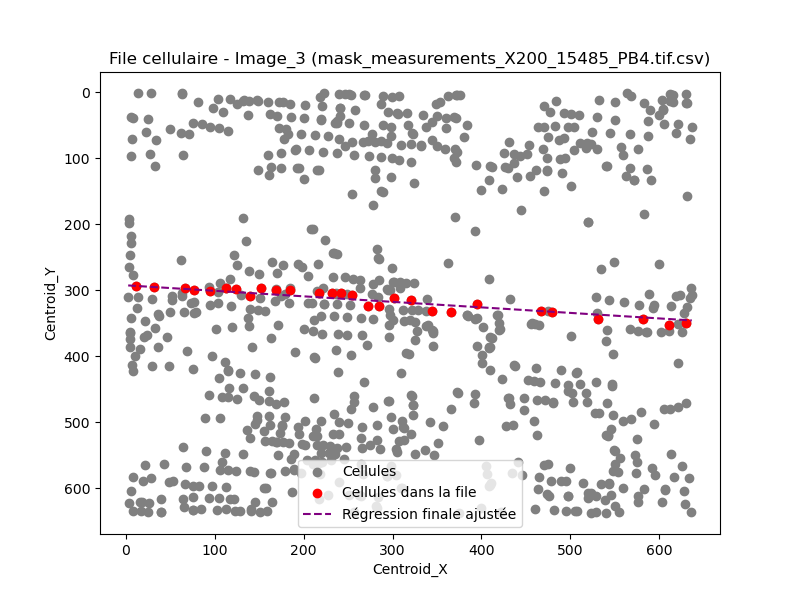 File cellulaire - Image_3 (mask_measurements_X200_15485_PB4.tif.csv)
0
100
200
300
400
500
600
Centroid_Y
Cellules
Cellules dans la file
Régression finale ajustée
0
100
200
300
400
500
600
Centroid_X